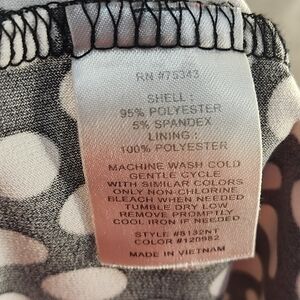 RN #75343
SHELL :
95% POLYESTER
5% SPANDEX
LINING :
100% POLYESTER
MACHINE WASH COLD
GENTLE CYCLE
WITH SIMILAR COLORS
ONLY NON-CHLORINE
BLEACH WHEN NEEDED
TUMBLE DRY LOW
REMOVE PROMPTLY
COOL IRON IF NEEDED
STYLE #8132NT
COLOR #120982
MADE IN VIETNAM